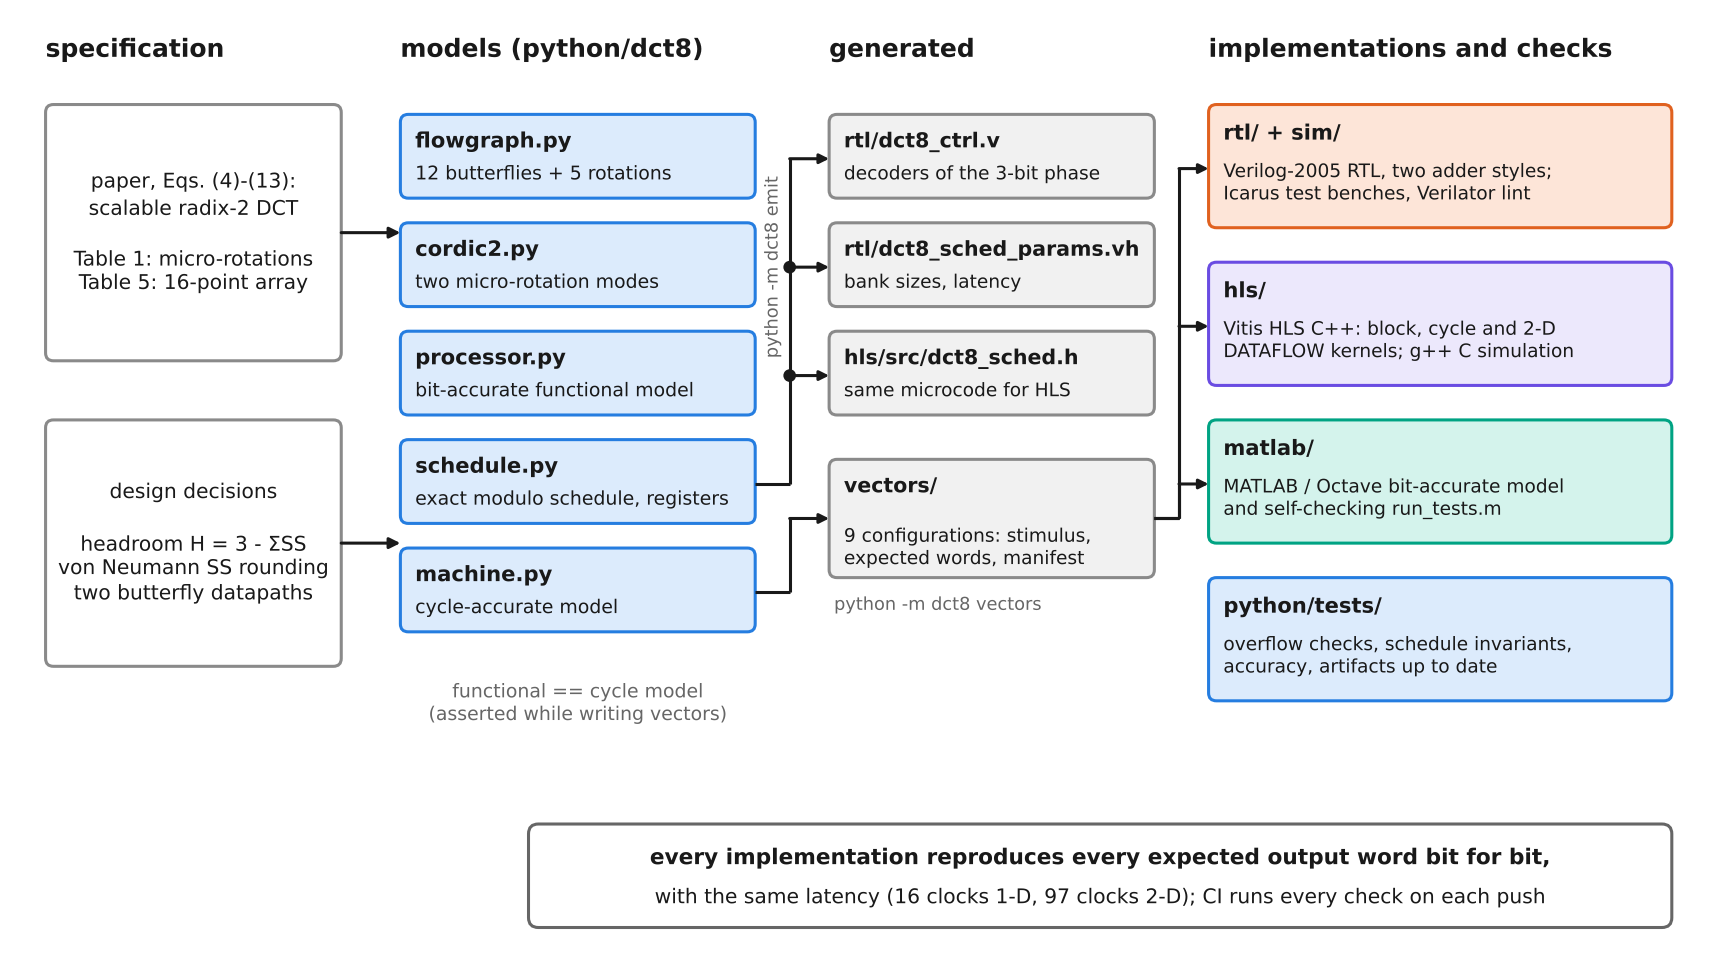 specification
paper, Eqs. (4)-(13):
scalable radix-2 DCT
Table 1: micro-rotations
Table 5: 16-point array
design decisions
headroom H = 3 - ΣSS
von Neumann SS rounding
two butterfly datapaths
models (python/dct8)
flowgraph.py
12 butterflies + 5 rotations
cordic2.py
two micro-rotation modes
processor.py
bit-accurate functional model
schedule.py
exact modulo schedule, registers
machine.py
cycle-accurate model
functional == cycle model
(asserted while writing vectors)
python -m dct8 emit
generated
rtl/dct8_ctrl.v
decoders of the 3-bit phase
rtl/dct8_sched_params.vh
bank sizes, latency
hls/src/dct8_sched.h
same microcode for HLS
vectors/
9 configurations: stimulus,
expected words, manifest
python -m dct8 vectors
implementations and checks
rtl/ + sim/
Verilog-2005 RTL, two adder styles;
Icarus test benches, Verilator lint
hls/
Vitis HLS C++: block, cycle and 2-D
DATAFLOW kernels; g++ C simulation
matlab/
MATLAB / Octave bit-accurate model
and self-checking run_tests.m
python/tests/
overflow checks, schedule invariants,
accuracy, artifacts up to date
every implementation reproduces every expected output word bit for bit,
with the same latency (16 clocks 1-D, 97 clocks 2-D); CI runs every check on each push